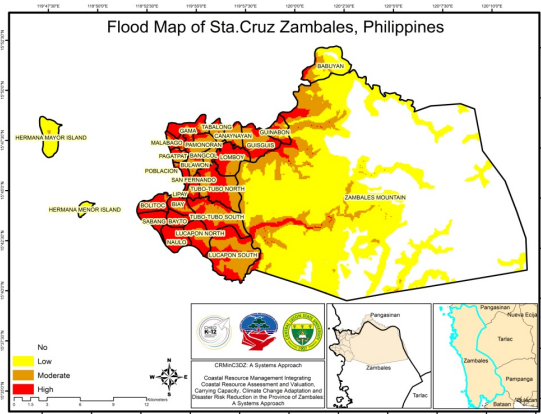 Flood Map of Sta.Cruz Zambales, Philippines
BABUYAN
TABALONG
GAMA
CANAYNAYAN
GUINABON
HERMANA MAYOR ISLAND
MALABAGO
PAMONORAN
GUISGUIS
PAGATPAT
BANGCOL
LOMBOY
BULAWON
POBLACION
SAN FERNANDO
TUBO-TUBO NORTH
LIPAY
ZAMBALES MOUNTAIN
BOLITOC
BIAY
HERMANA MENOR ISLAND
TUBO-TUBO SOUTH
SABANG
BAYTO
LUCAPON NORTH
NAULO
LUCAPON SOUTH
No
Low
Moderate
High
N
W
E
S
Kilometers
CHED
K-12
CRMinC3DZ: A Systems Approach
Coastal Resource Management Integrating
Coastal Resource Assessment and Valuation,
Carrying Capacity, Climate Change Adaptation and
Disaster Risk Reduction in the Province of Zambales:
A Systems Approach
Pangasinan
Zambales
Tarlac
Pangasinan
Nueva Ecija
Tarlac
Zambales
Pampanga
Bataan
Bulacan